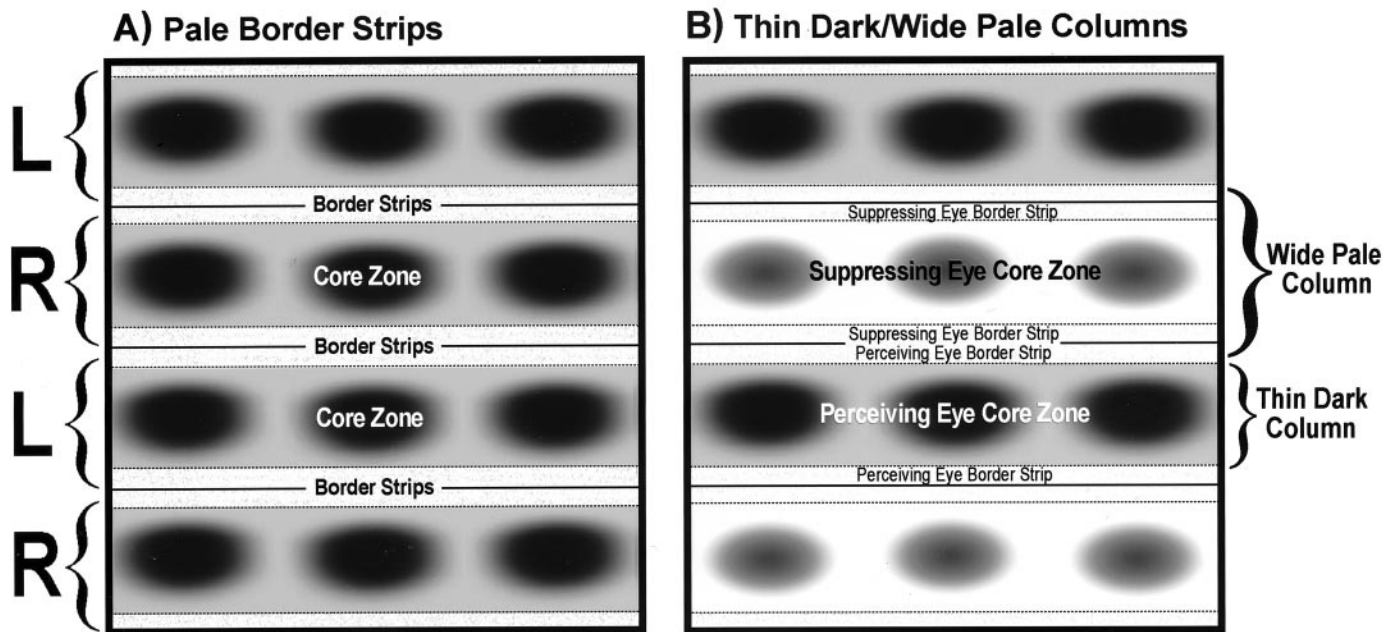 A) Pale Border Strips
L
Border Strips
R
Core Zone
Border Strips
L
Core Zone
Border Strips
R
B) Thin Dark/Wide Pale Columns
Suppressing Eye Border Strip
Suppressing Eye Core Zone
Suppressing Eye Border Strip
Perceiving Eye Border Strip
Perceiving Eye Core Zone
Perceiving Eye Border Strip
Wide Pale
Column
Thin Dark
Column